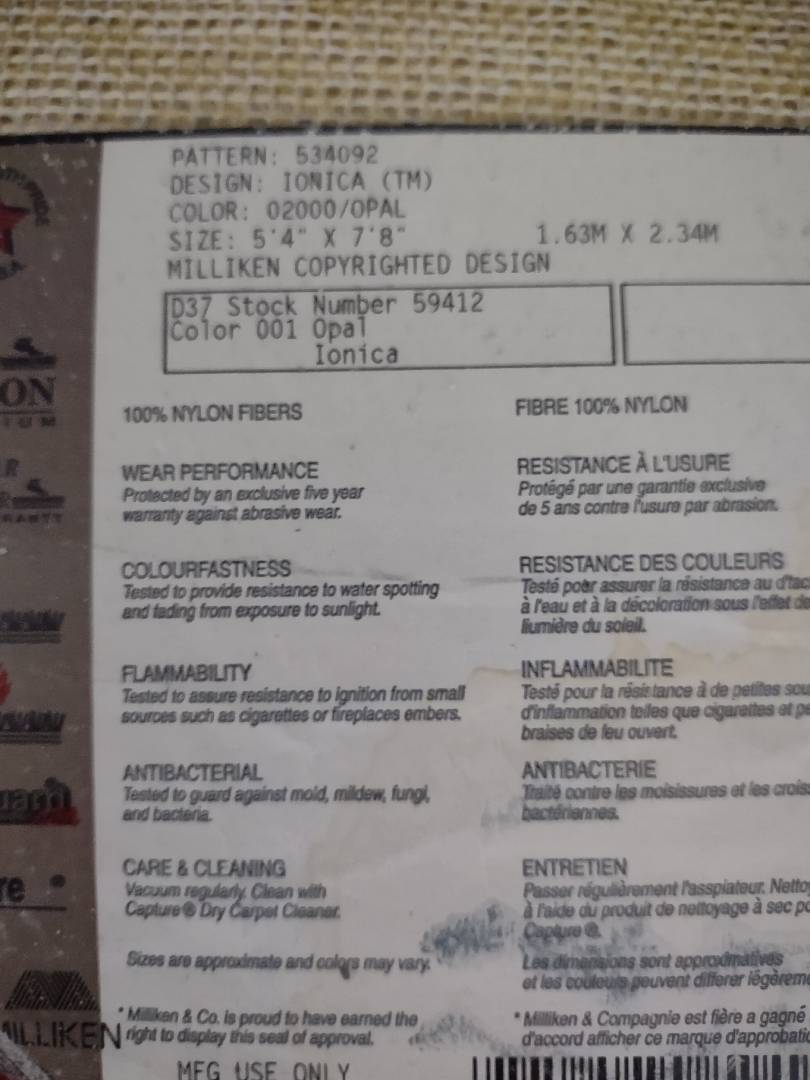 PATTERN: 534092
DESIGN: IONICA (TM)
COLOR: 02000/OPAL
SIZE: 5'4" X 7'8" 1.63M X 2.34M
MILLIKEN COPYRIGHTED DESIGN
D37 Stock Number 59412
Color 001 Opal
Ionica
100% NYLON FIBERS
WEAR PERFORMANCE
Protected by an exclusive five year
warranty against abrasive wear.
COLOURFASTNESS
Tested to provide resistance to water spotting
and fading from exposure to sunlight.
FLAMMABILITY
Tested to assure resistance to ignition from small
sources such as cigarettes or fireplaces embers.
ANTIBACTERIAL
Tested to guard against mold, mildew, fungi,
and bacteria.
CARE & CLEANING
Vacuum regularly. Clean with
Capture® Dry Carpet Cleaner.
Sizes are approximate and colors may vary.
* Milliken & Co. is proud to have earned the
right to display this seal of approval.
MFG USE ONLY
FIBRE 100% NYLON
RESISTANCE À L'USURE
Protégé par une garantie exclusive
de 5 ans contre l'usure par abrasion.
RESISTANCE DES COULEURS
Testé pour assurer la résistance au
à l'eau et à la décoloration sous l'effet de
liumière du soleil.
INFLAMMABILITE
Testé pour la résistance à de petites
d'inflammation telles que cigarettes et
braises de feu ouvert.
ANTIBACTERIE
Traité contre les moisissures et les
bactériennes.
ENTRETIEN
Passer régulièrement l'asspiateur.
à l'aide du produit de nettoyage à sec
Capture ®.
Les dimensions sont approximatives
et les couleurs peuvent differer
* Milliken & Compagnie est fière a gagné
d'accord afficher ce marque
ON
re
MILLIKEN